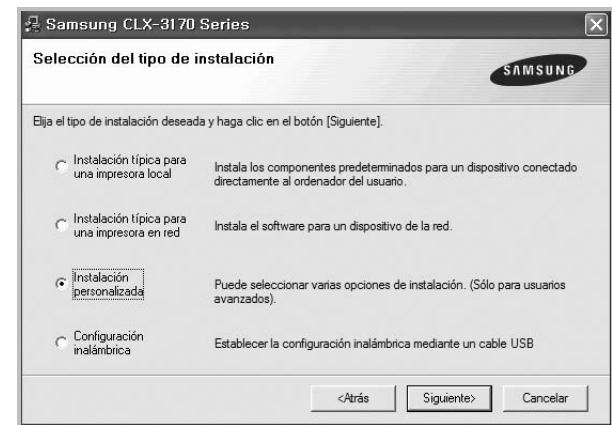 Samsung CLX-3170 Series
Selección del tipo de instalación
SAMSUNG
Elija el tipo de instalación deseada y haga clic en el botón [Siguiente].
Instalación típica para
una impresora local
Instala los componentes predeterminados para un dispositivo conectado
directamente al ordenador del usuario.
Instalación típica para
una impresora en red
Instala el software para un dispositivo de la red.
Instalación
personalizada
Puede seleccionar varias opciones de instalación. (Sólo para usuarios
avanzados).
Configuración
inalámbrica
Establecer la configuración inalámbrica mediante un cable USB
<Atrás
Siguiente>
Cancelar